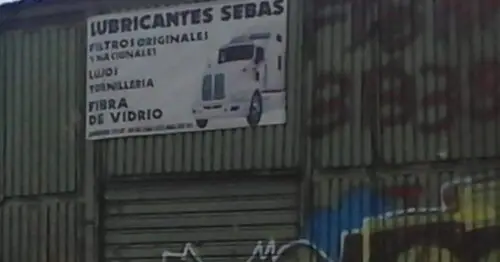 LUBRICANTES SEBAS
FILTROS ORIGINALES
Y NACIONALES
LUJOS
TORNILLERIA
FIBRA
DE VIDRIO